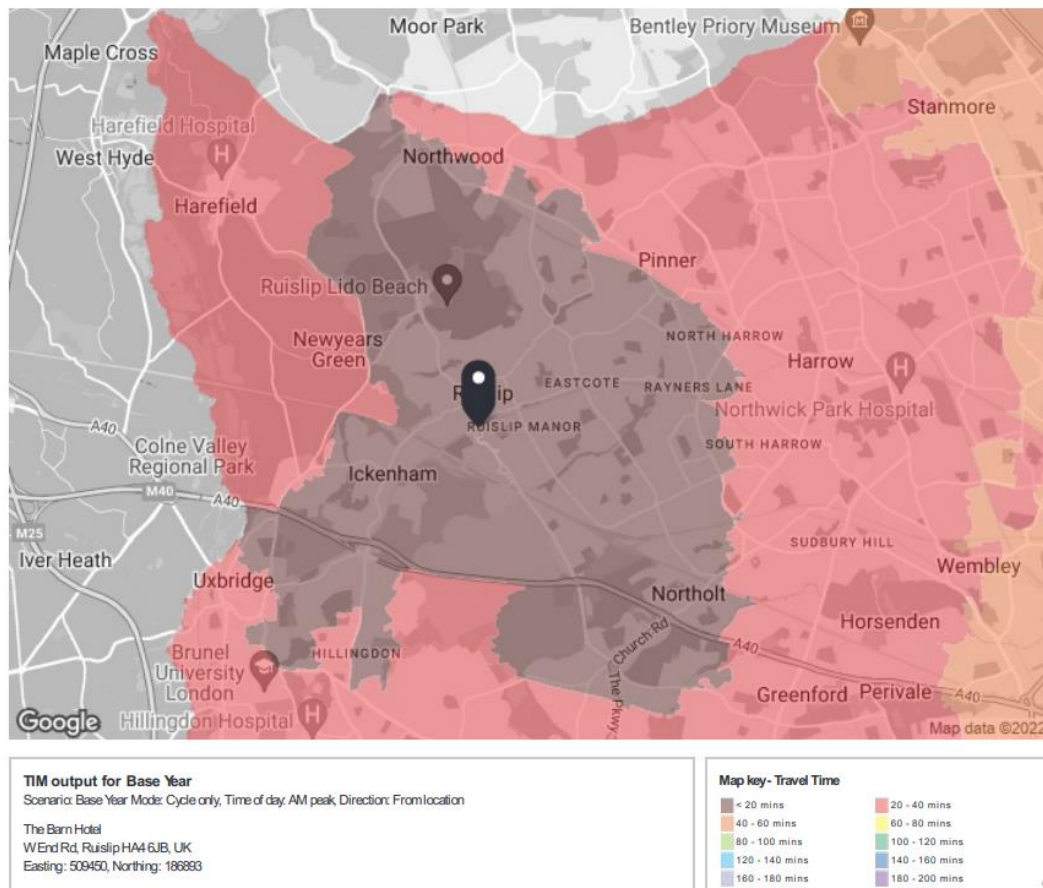 Moor Park
Bentley Priory Museum
Maple Cross
Stanmore
Harefield Hospital
West Hyde
Northwood
Harefield
Pinner
Ruislip Lido Beach
Newyears
Green
NORTH HARROW
Harrow
EASTCOTE
RAYNERS LANE
Northwick Park Hospital
RUISLIP MANOR
A40
Colne Valley
Regional Park
SOUTH HARROW
Ickenham
M40
A40
M25
Iver Heath
SUDBURY HILL
Wembley
Uxbridge
Northolt
Horsenden
Church Rd
A40
Brunel
University
London
HILLINGDON
The Pkwy
Greenford
Perivale
A40
Hillingdon Hospital
Google
Map data ©2022
TIM output for Base Year
Scenario: Base Year Mode: Cycle only, Time of day: AM peak, Direction: From location
The Barn Hotel
W End Rd, Ruislip HA4 6JB, UK
Easting: 509450, Northing: 186893
Map key - Travel Time
< 20 mins
20 - 40 mins
40 - 60 mins
60 - 80 mins
80 - 100 mins
100 - 120 mins
120 - 140 mins
140 - 160 mins
160 - 180 mins
180 - 200 mins